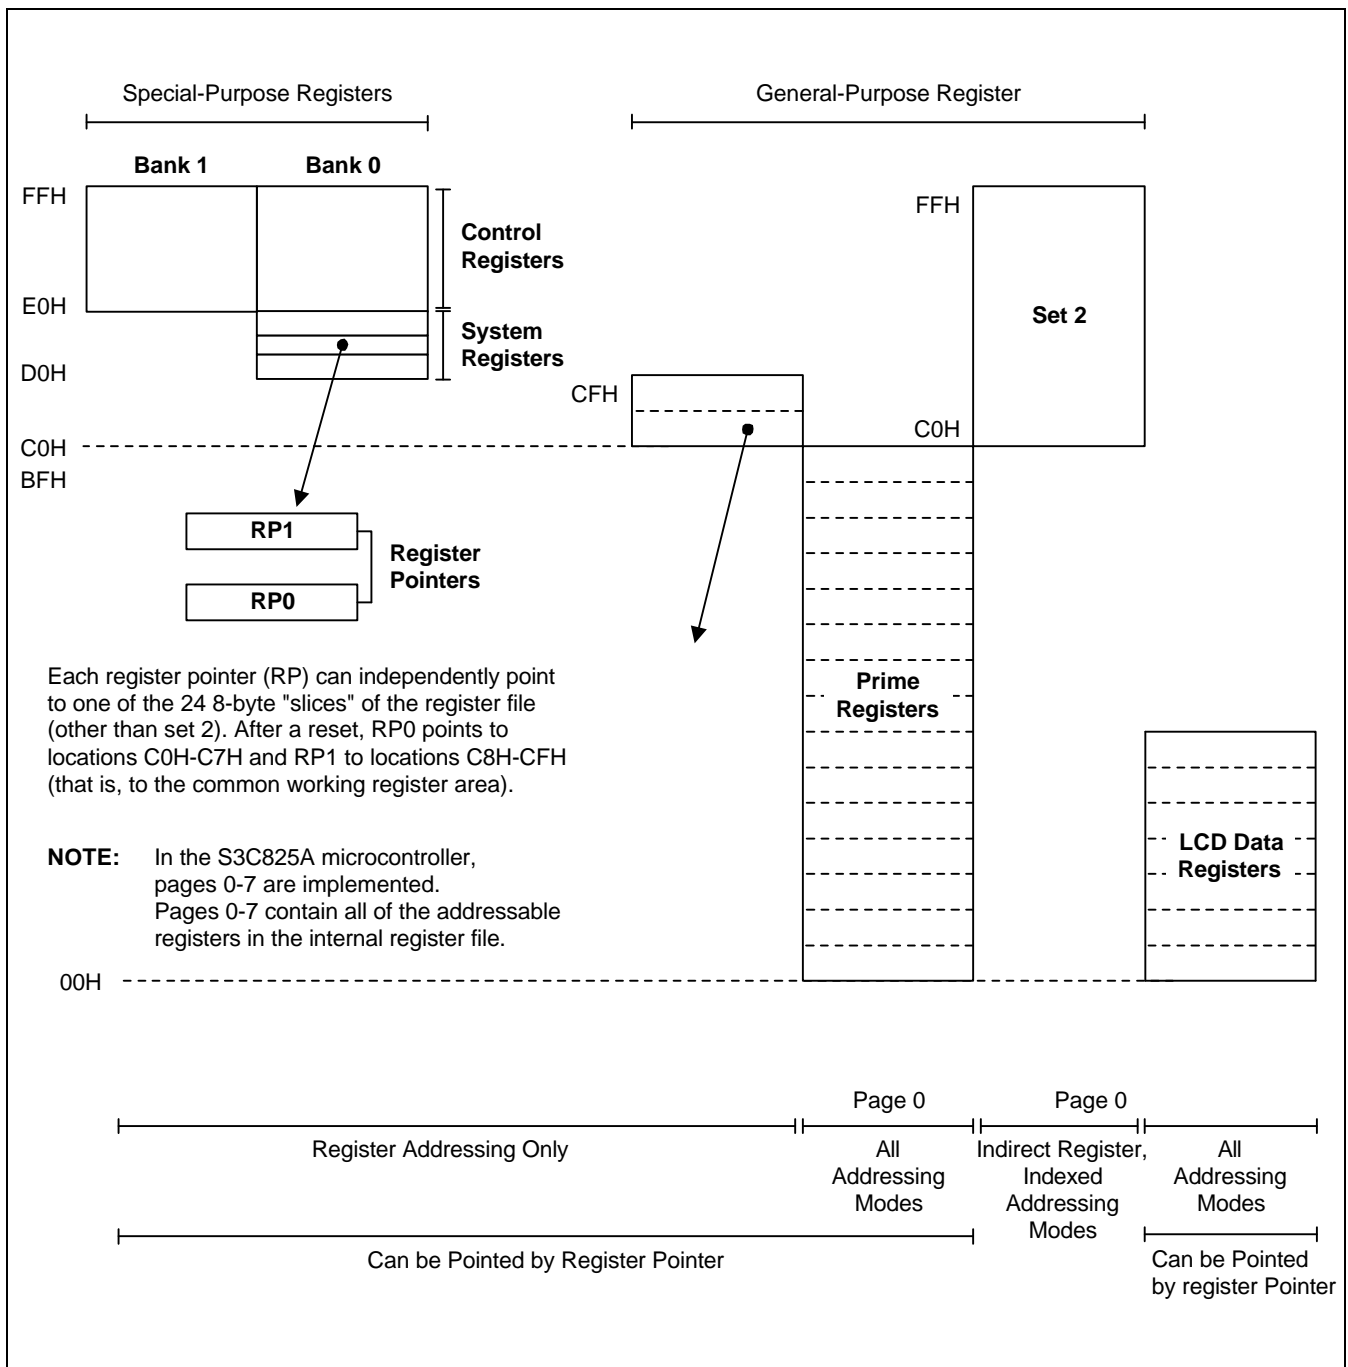 Special-Purpose Registers
General-Purpose Register
Bank 1
Bank 0
FFH
FFH
Control
Registers
E0H
Set 2
System
Registers
D0H
CFH
C0H
C0H
BFH
RP1
Register
Pointers
RP0
Each register pointer (RP) can independently point
to one of the 24 8-byte "slices" of the register file
(other than set 2). After a reset, RP0 points to
locations C0H-C7H and RP1 to locations C8H-CFH
(that is, to the common working register area).
Prime
Registers
LCD Data
Registers
NOTE: In the S3C825A microcontroller,
pages 0-7 are implemented.
Pages 0-7 contain all of the addressable
registers in the internal register file.
00H
Page 0
Page 0
Register Addressing Only
All
Addressing
Modes
Indirect Register,
Indexed
Addressing
Modes
All
Addressing
Modes
Can be Pointed by Register Pointer
Can be Pointed
by register Pointer